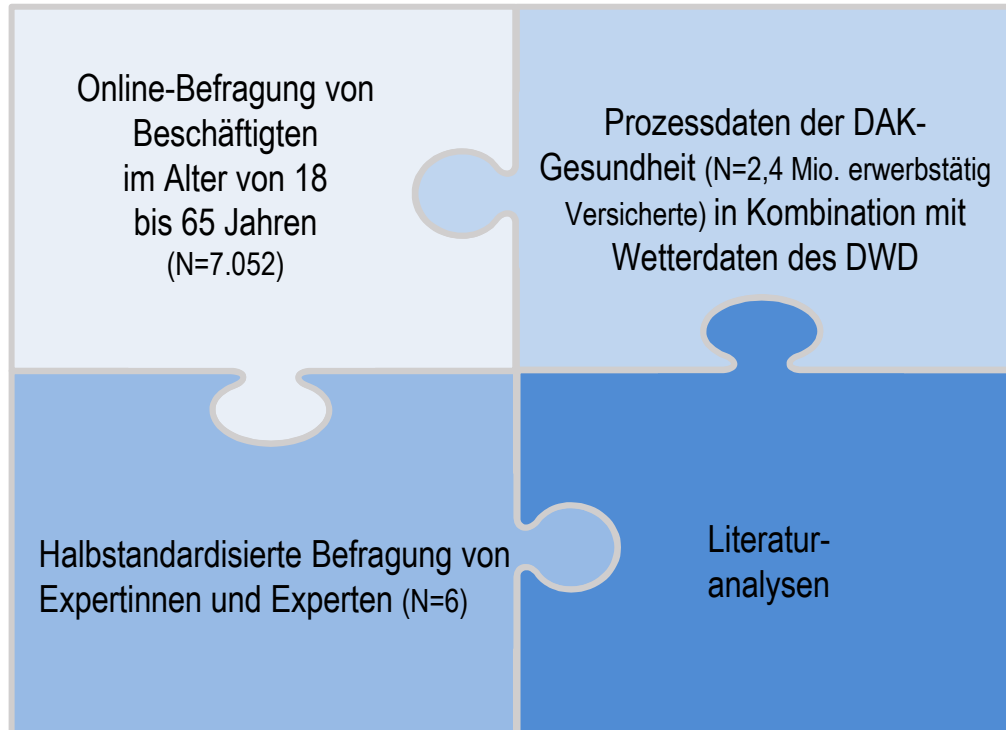 Online-Befragung von
Beschäftigten
im Alter von 18
bis 65 Jahren
(N=7.052)
Prozessdaten der DAK-
Gesundheit (N=2,4 Mio. erwerbstätig
Versicherte) in Kombination mit
Wetterdaten des DWD
Halbstandardisierte Befragung von
Expertinnen und Experten (N=6)
Literatur-
analysen